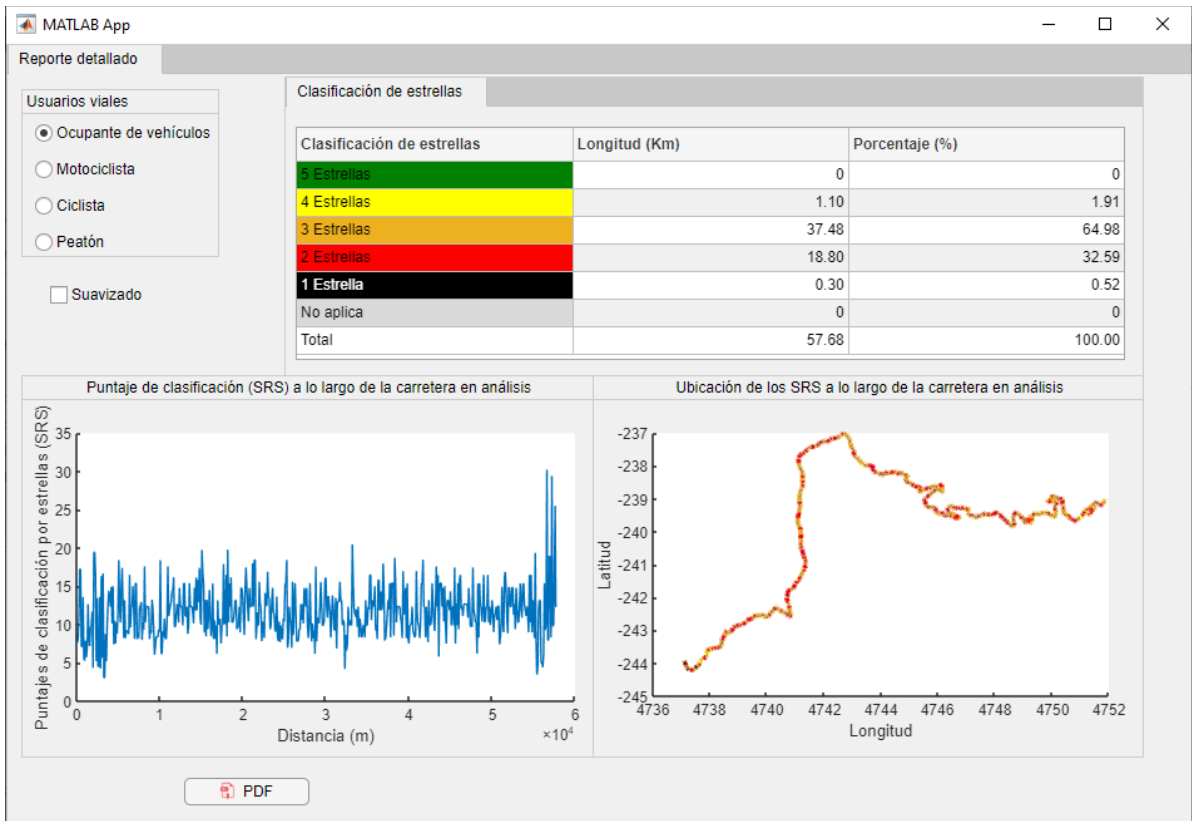 MATLAB App
Reporte detallado
Usuarios viales
Ocupante de vehículos
Motociclista
Ciclista
Peatón
Suavizado
Clasificación de estrellas
Clasificación de estrellas Longitud (Km) Porcentaje (%)
5 Estrellas 0 0
4 Estrellas 1.10 1.91
3 Estrellas 37.48 64.98
2 Estrellas 18.80 32.59
1 Estrella 0.30 0.52
No aplica 0 0
Total 57.68 100.00
Puntaje de clasificación (SRS) a lo largo de la carretera en análisis
Puntajes de clasificación por estrellas (SRS)
35
30
25
20
15
10
5
0
0 1 2 3 4 5 6
Distancia (m) ×10⁴
Ubicación de los SRS a lo largo de la carretera en análisis
Latitud
-237
-238
-239
-240
-241
-242
-243
-244
-245
4736 4738 4740 4742 4744 4746 4748 4750 4752
Longitud
PDF